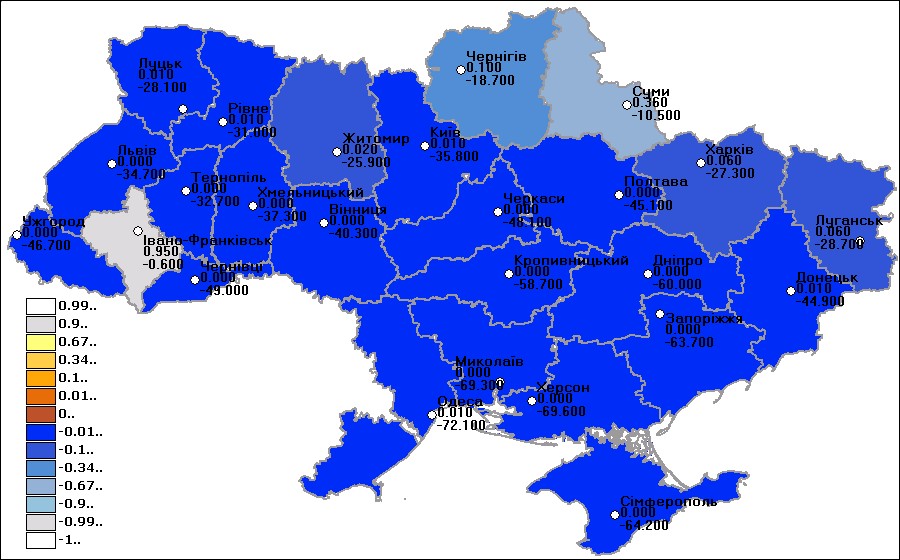 Чернігів
0.100
-18.700
Луцьк
0.010
-28.100
Суми
0.360
-10.500
Рівне
0.010
-31.000
Житомир
0.020
-25.900
Київ
0.010
-35.800
Харків
0.060
-27.300
Львів
0.000
-34.700
Тернопіль
0.000
-32.700
Хмельницький
0.000
-37.300
Вінниця
0.000
-40.300
Черкаси
0.000
-48.100
Полтава
0.000
-45.100
Ужгород
0.000
-46.700
Івано-Франківськ
0.950
-0.600
Чернівці
0.000
-49.000
Кропивницький
0.000
-58.700
Дніпро
0.000
-60.000
Луганськ
0.060
-28.700
Донецьк
0.010
-44.900
Запоріжжя
0.000
-63.700
Миколаїв
0.000
-69.300
Херсон
0.000
-69.600
Одеса
0.010
-72.100
Сімферополь
0.000
-64.200
0.99..
0.9..
0.67..
0.34..
0.1..
0.01..
0..
-0.01..
-0.1..
-0.34..
-0.67..
-0.9..
-0.99..
-1..